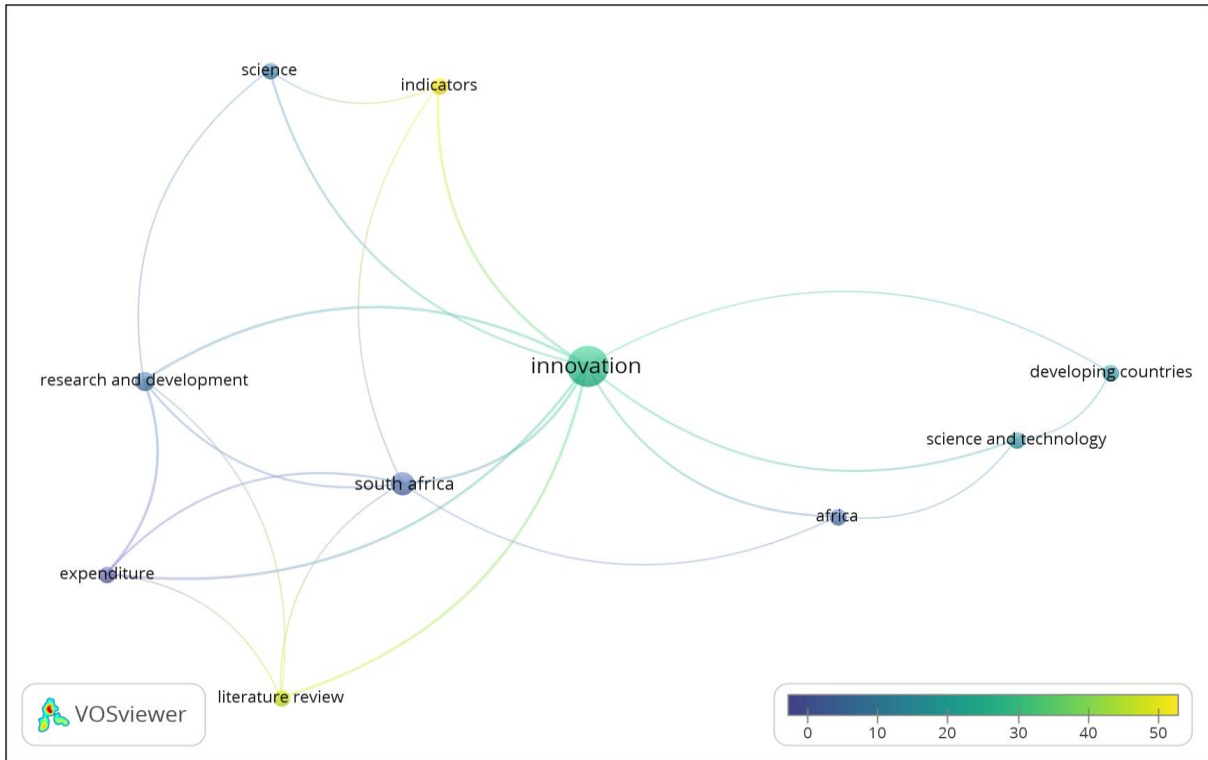 science
indicators
innovation
developing countries
research and development
science and technology
south africa
africa
expenditure
literature review
VOSviewer
0 10 20 30 40 50